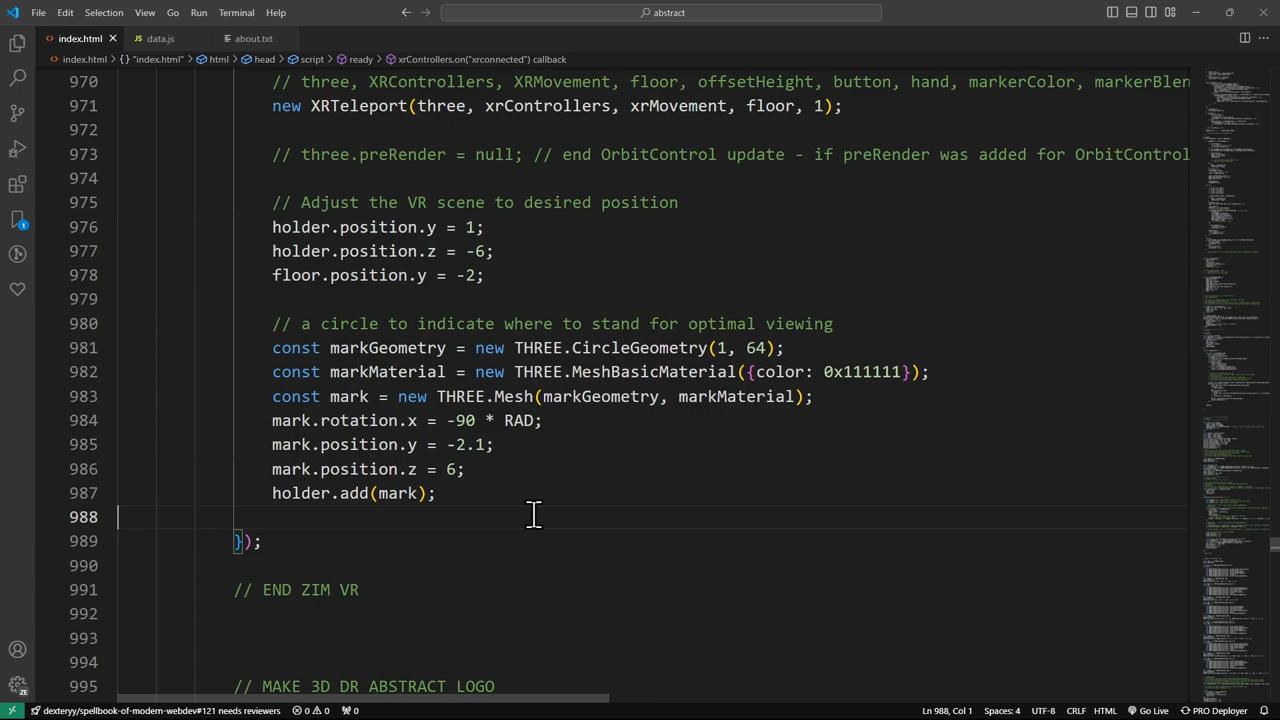 File Edit Selection View Go Run Terminal Help
abstract
index.html
data.js
about.txt
index.html "index.html" html head script ready xrControllers.on("xrconnected") callback
970 // three, XRControllers, XRMovement, floor, offsetHeight, button, hand, markerColor, markerBlen
971 new XRTeleport(three, xrControllers, xrMovement, floor, 1);
972
973 // three.preRender = null; // end OrbitControl update - if preRender was added for OrbitControl
974
975 // Adjust the VR scene to desired position
976 holder.position.y = 1;
977 holder.position.z = -6;
978 floor.position.y = -2;
979
980 // a circle to indicate where to stand for optimal viewing
981 const markGeometry = new THREE.CircleGeometry(1, 64);
982 const markMaterial = new THREE.MeshBasicMaterial({color: 0x111111});
983 const mark = new THREE.Mesh(markGeometry, markMaterial);
984 mark.rotation.x = -90 * RAD;
985 mark.position.y = -2.1;
986 mark.position.z = 6;
987 holder.add(mark);
988
989 });
990
991 // END ZIM VR
992
993
994
995 // MAKE 3D DR ABSTRACT LOGO
1
ZE
Ln 988, Col 1 Spaces: 4 UTF-8 CRLF HTML Go Live PRO Deployer